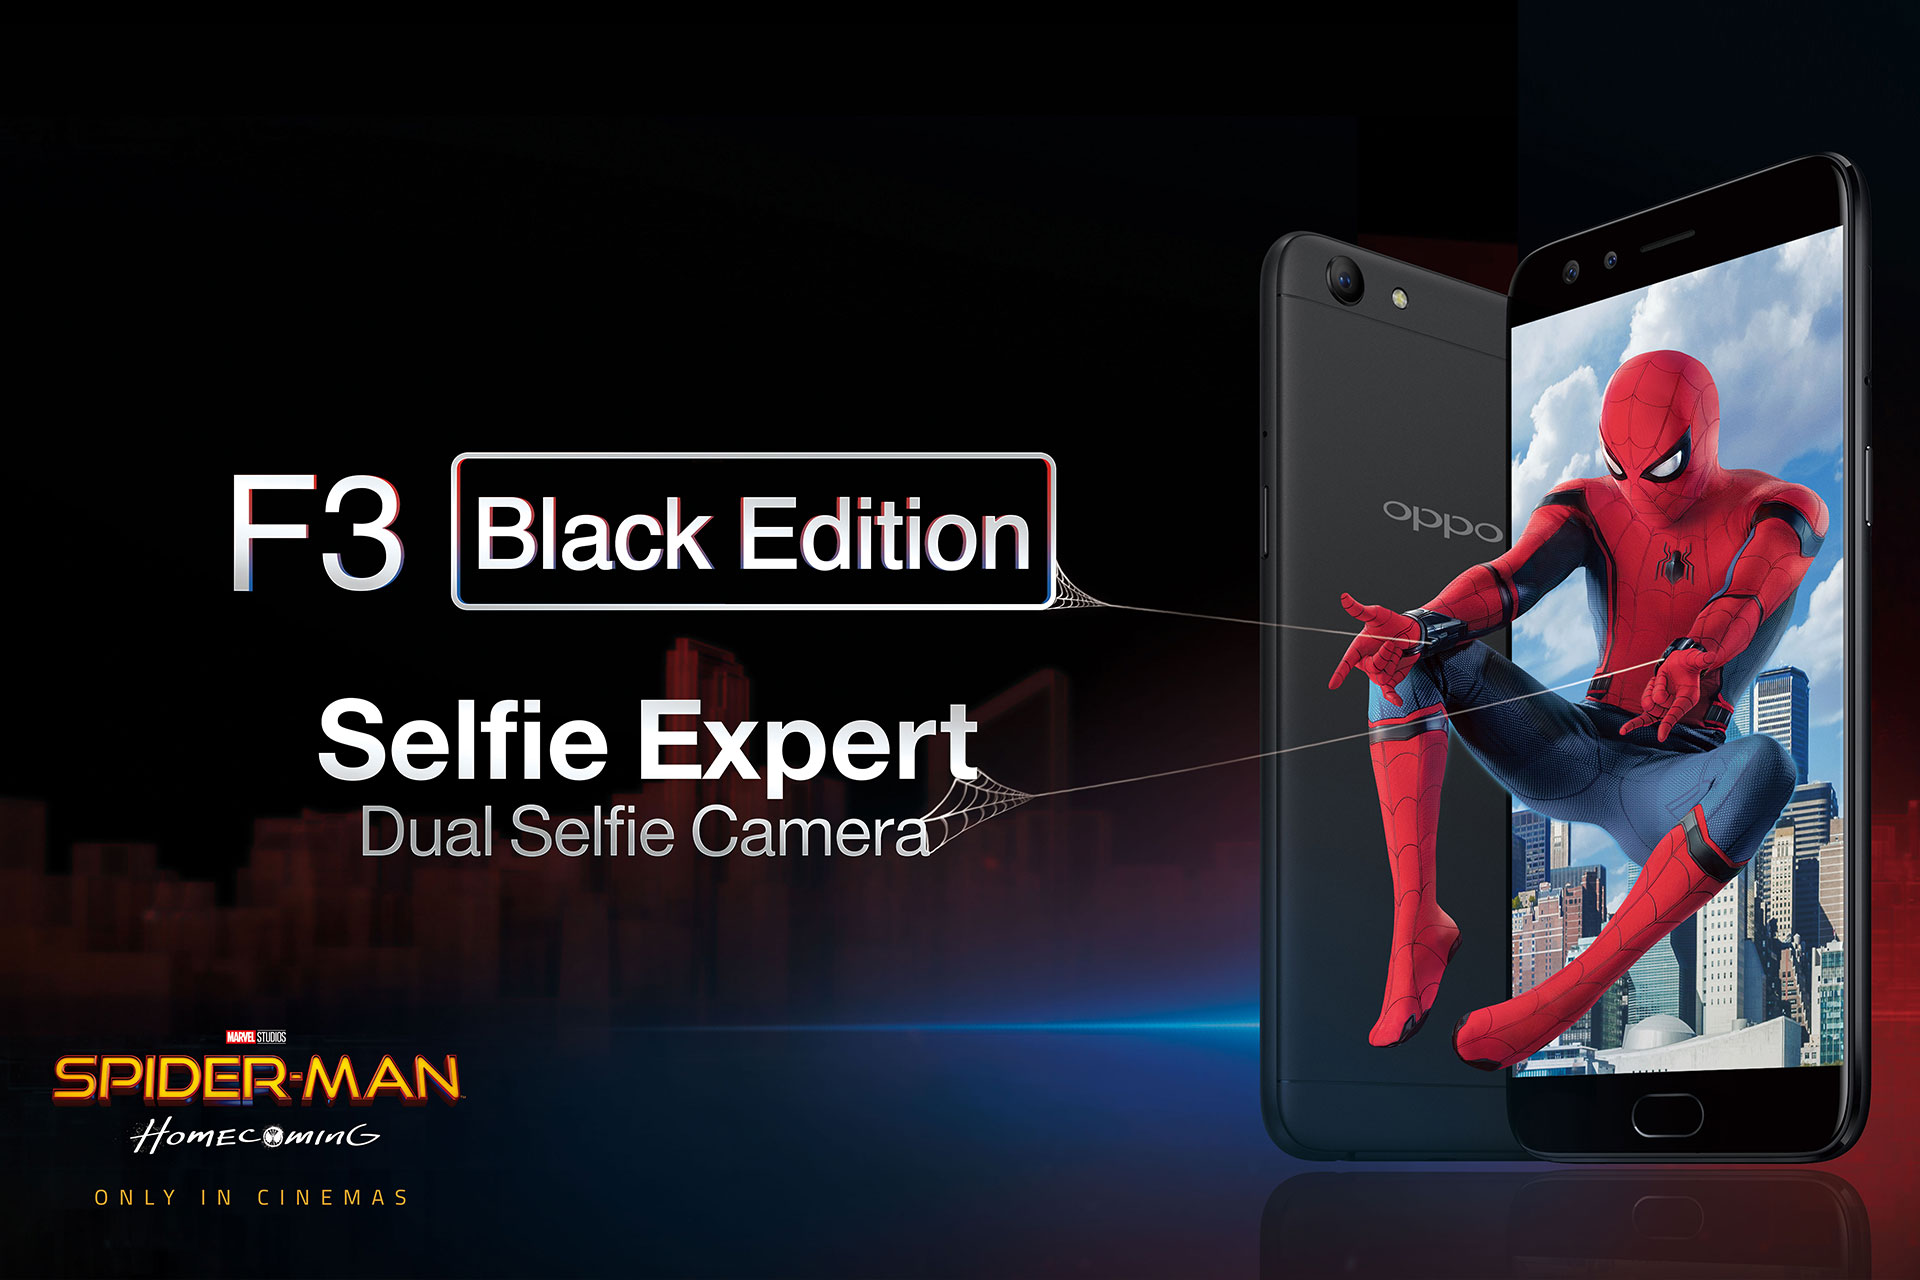 F3 Black Edition
Selfie Expert
Dual Selfie Camera
oppo
MARVEL STUDIOS
SPIDER-MAN
HOMECOMING
ONLY IN CINEMAS